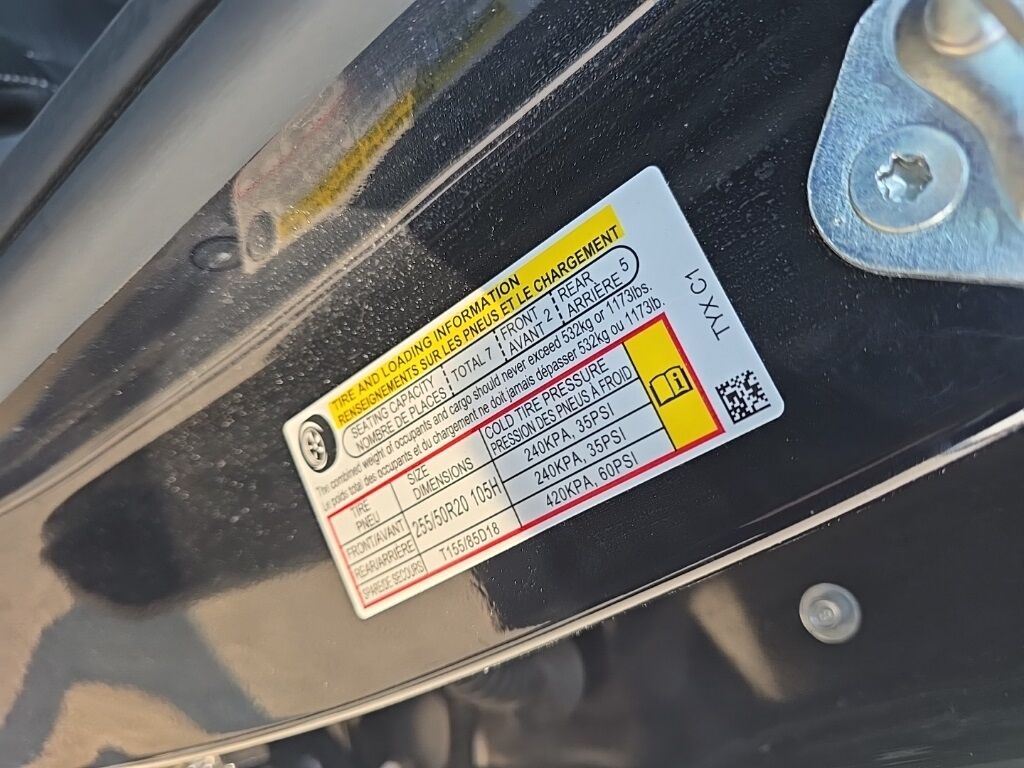 TIRE AND LOADING INFORMATION
RENSEIGNEMENTS SUR LES PNEUS ET LE CHARGEMENT
SEATING CAPACITY TOTAL 7 FRONT 2 REAR 5
NOMBRE DE PLACES AVANT ARRIÈRE
The combined weight of occupants and cargo should never exceed 532kg or 1173lbs.
Le poids total des occupants et du chargement ne doit jamais dépasser 532kg ou 1173lb.
TIRE SIZE COLD TIRE PRESSURE
PNEU DIMENSIONS PRESSION DES PNEUS À FROID
FRONT/AVANT 255/50R20 105H 240KPA, 35PSI
REAR/ARRIÈRE 240KPA, 35PSI
SPARE/DE SECOURS T155/85D18 420KPA, 60PSI
TYX C1